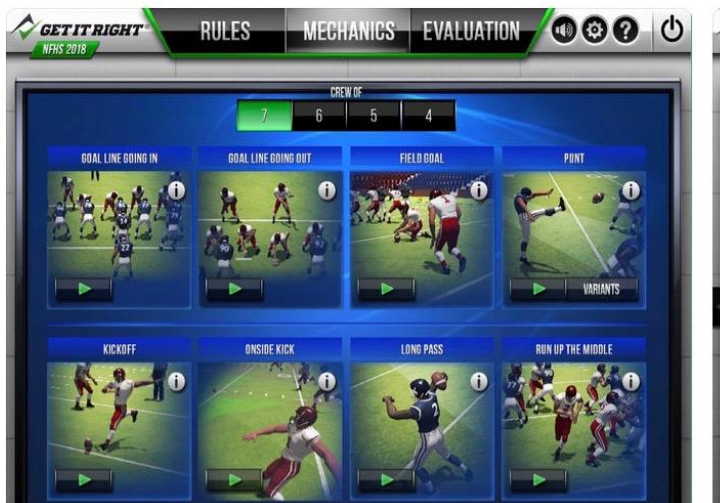 GET IT RIGHT
NFHS 2018
RULES MECHANICS EVALUATION ?
CREW OF
7 6 5 4
GOAL LINE GOING IN GOAL LINE GOING OUT FIELD GOAL PUNT
i i i i
VARIANTS
KICKOFF ONSIDE KICK LONG PASS RUN UP THE MIDDLE
i i i i